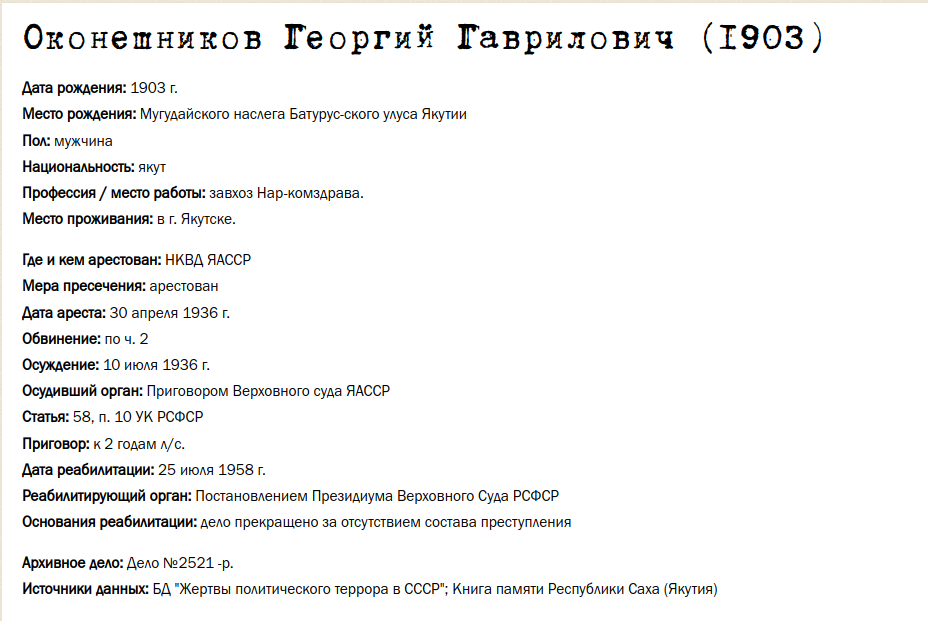 Оконешников Георгий Гаврилович (1903)
Дата рождения: 1903 г.
Место рождения: Мугудайского наслега Батурус-ского улуса Якутии
Пол: мужчина
Национальность: якут
Профессия / место работы: завхоз Нар-комздрава.
Место проживания: в г. Якутске.
Где и кем арестован: НКВД ЯАССР
Мера пресечения: арестован
Дата ареста: 30 апреля 1936 г.
Обвинение: по ч. 2
Осуждение: 10 июля 1936 г.
Осудивший орган: Приговором Верховного суда ЯАССР
Статья: 58, п. 10 УК РСФСР
Приговор: к 2 годам л/с.
Дата реабилитации: 25 июля 1958 г.
Реабилитирующий орган: Постановлением Президиума Верховного Суда РСФСР
Основания реабилитации: дело прекращено за отсутствием состава преступления
Архивное дело: Дело №2521 -р.
Источники данных: БД "Жертвы политического террора в СССР"; Книга памяти Республики Саха (Якутия)